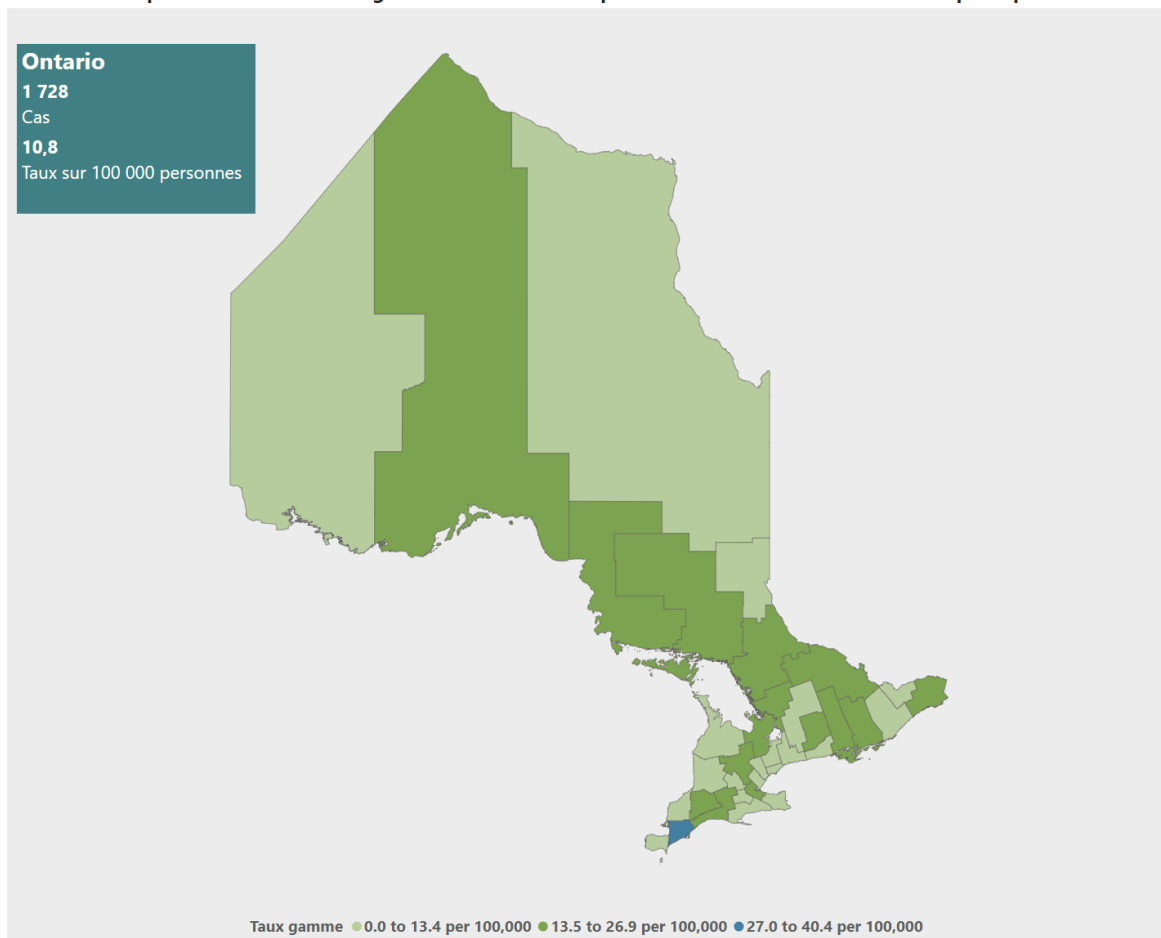 Ontario
1 728
Cas
10,8
Taux sur 100 000 personnes
Taux gamme 0.0 to 13.4 per 100,000 13.5 to 26.9 per 100,000 27.0 to 40.4 per 100,000